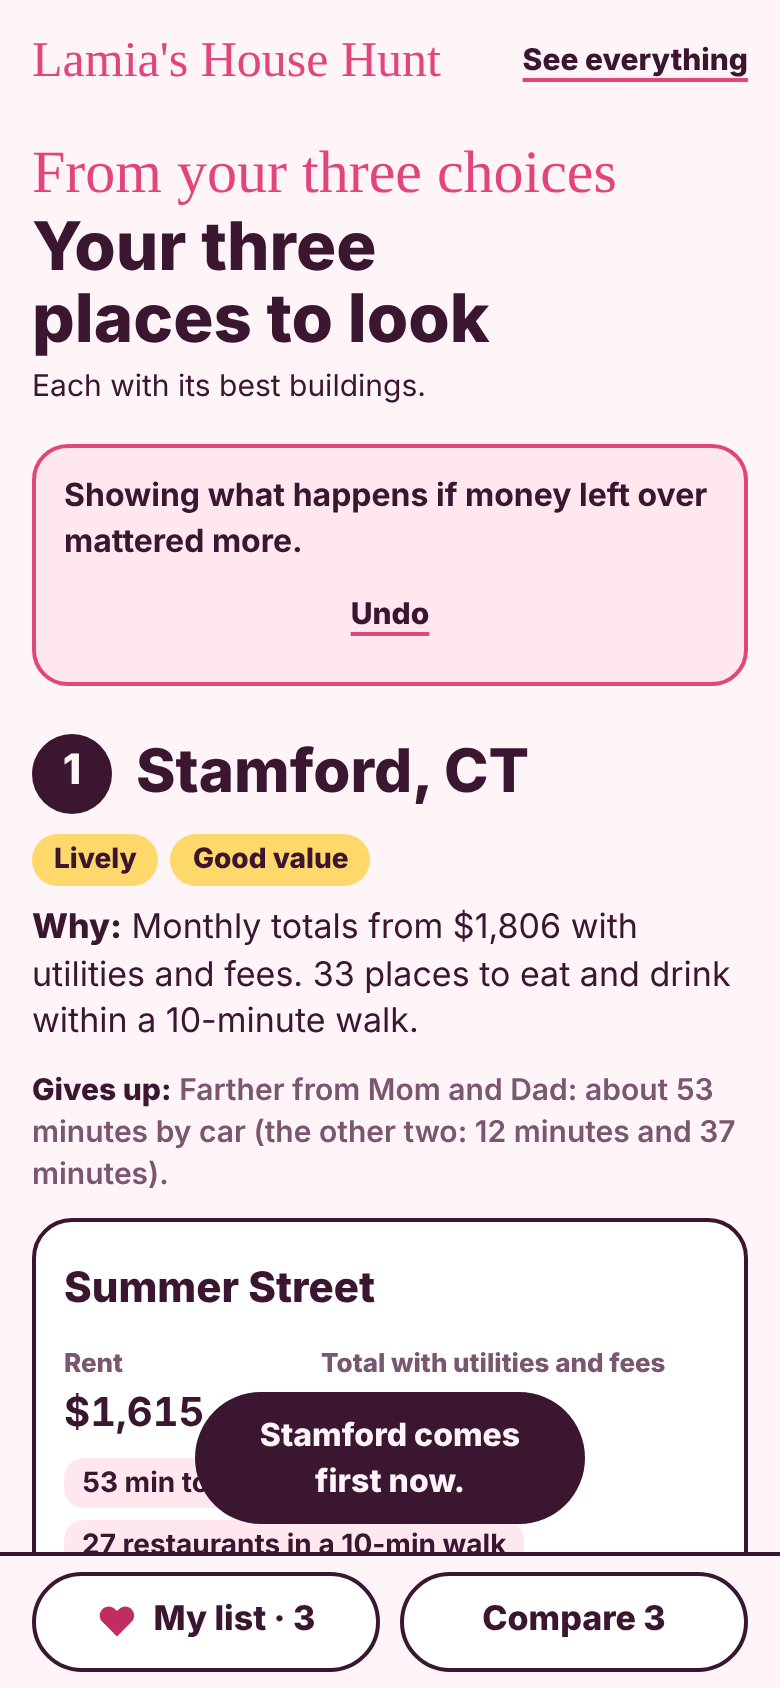 Lamia's House Hunt
See everything
From your three choices
Your three
places to look
Each with its best buildings.
Showing what happens if money left over
mattered more.
Undo
1 Stamford, CT
Lively
Good value
Why: Monthly totals from $1,806 with
utilities and fees. 33 places to eat and drink
within a 10-minute walk.
Gives up: Farther from Mom and Dad: about 53
minutes by car (the other two: 12 minutes and 37
minutes).
Summer Street
Rent
Total with utilities and fees
$1,615
Stamford comes
first now.
53 min to
27 restaurants in a 10-min walk
My list · 3
Compare 3